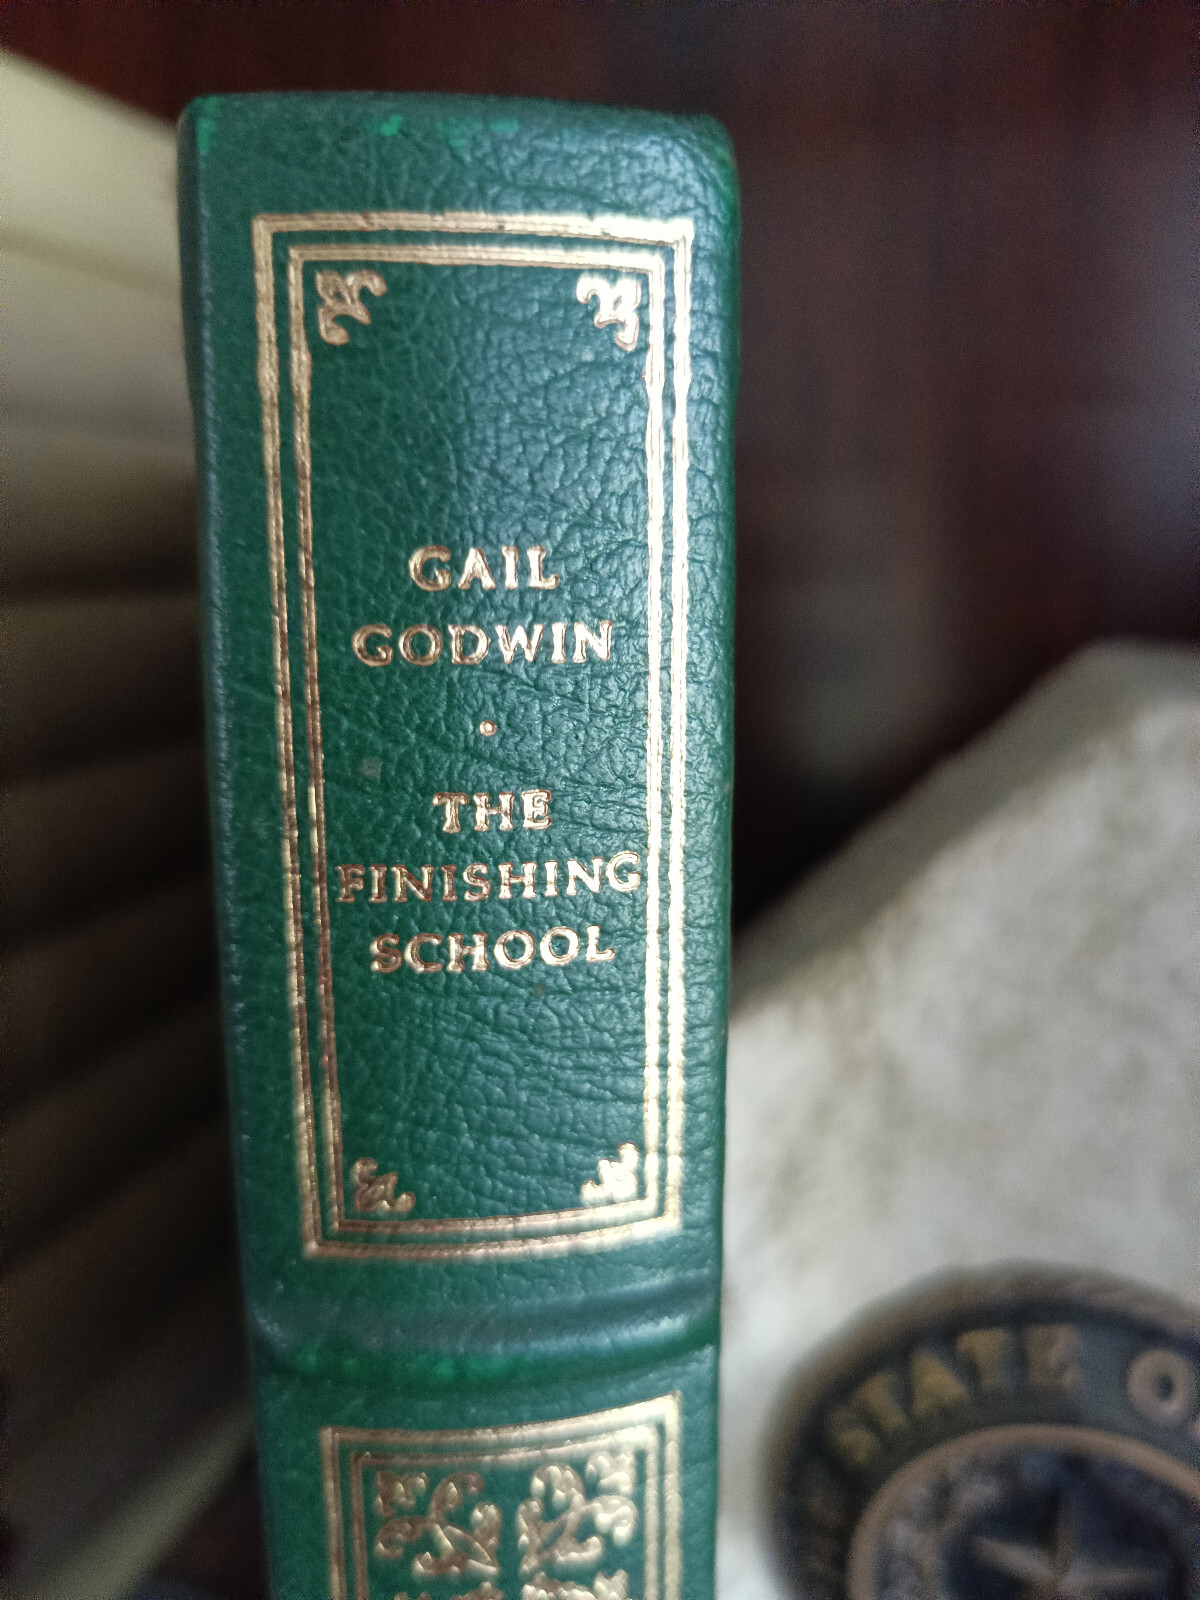 GAIL
GODWIN
•
THE
FINISHING
SCHOOL
STATE O